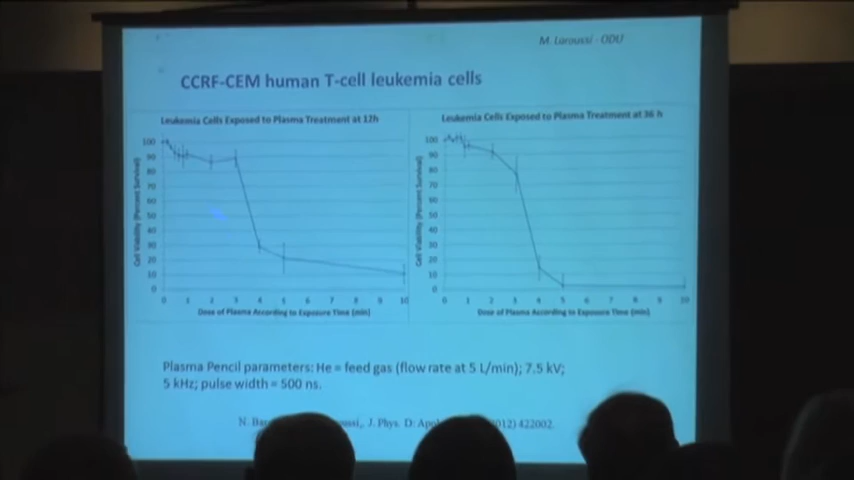 M. Laroussi - ODU
CCRF-CEM human T-cell leukemia cells
Leukemia Cells Exposed to Plasma Treatment at 12h
Leukemia Cells Exposed to Plasma Treatment at 36 h
Cell Viability (Percent Survival)
100
90
80
70
60
50
40
30
20
10
0
0 1 2 3 4 5 6 7 8 9 10
Dose of Plasma According to Exposure Time (min)
Cell Viability (Percent Survival)
100
90
80
70
60
50
40
30
20
10
0
0 1 2 3 4 5 6 7 8 9 10
Dose of Plasma According to Exposure Time (min)
Plasma Pencil parameters: He = feed gas (flow rate at 5 L/min); 7.5 kV;
5 kHz; pulse width = 500 ns.
N. J. Phys. D: 422002.